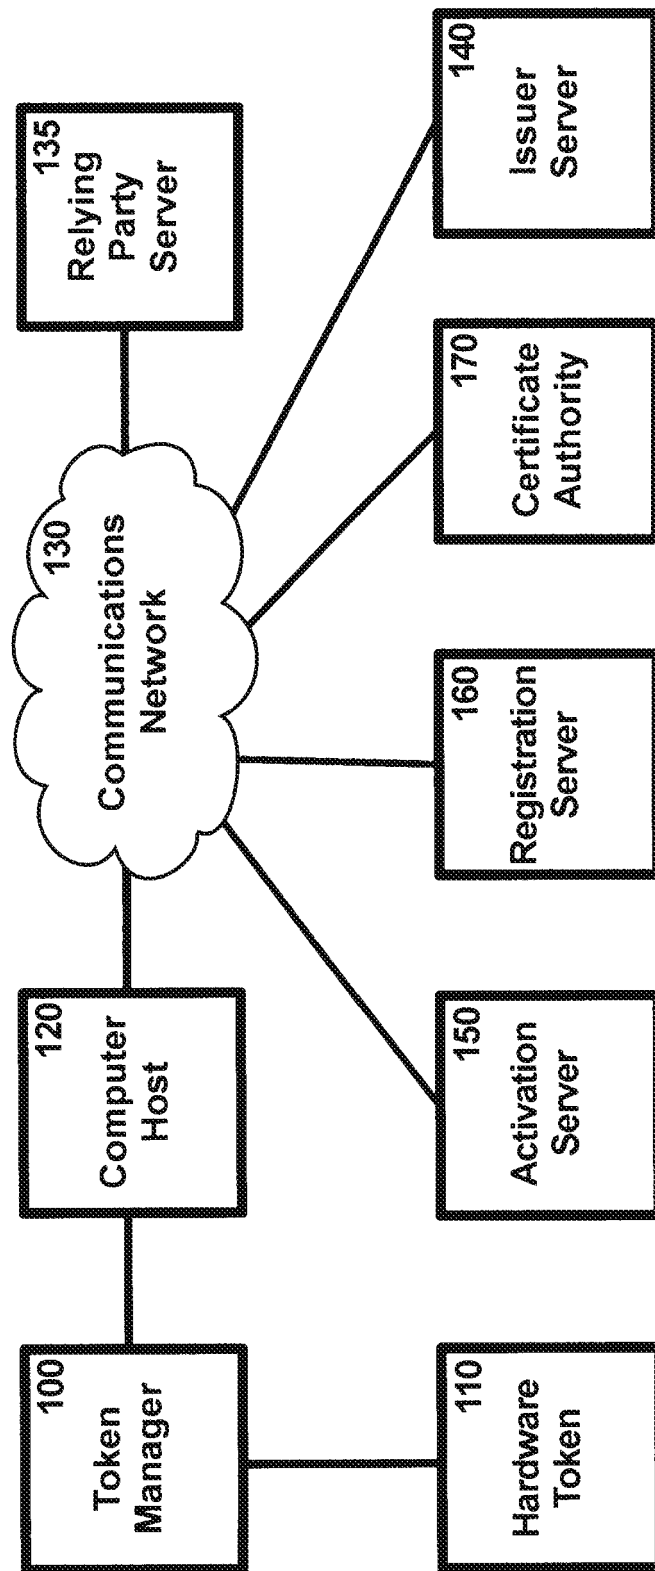 100
Token
Manager
120
Computer
Host
130
Communications
Network
135
Relying
Party
Server
110
Hardware
Token
150
Activation
Server
160
Registration
Server
170
Certificate
Authority
140
Issuer
Server